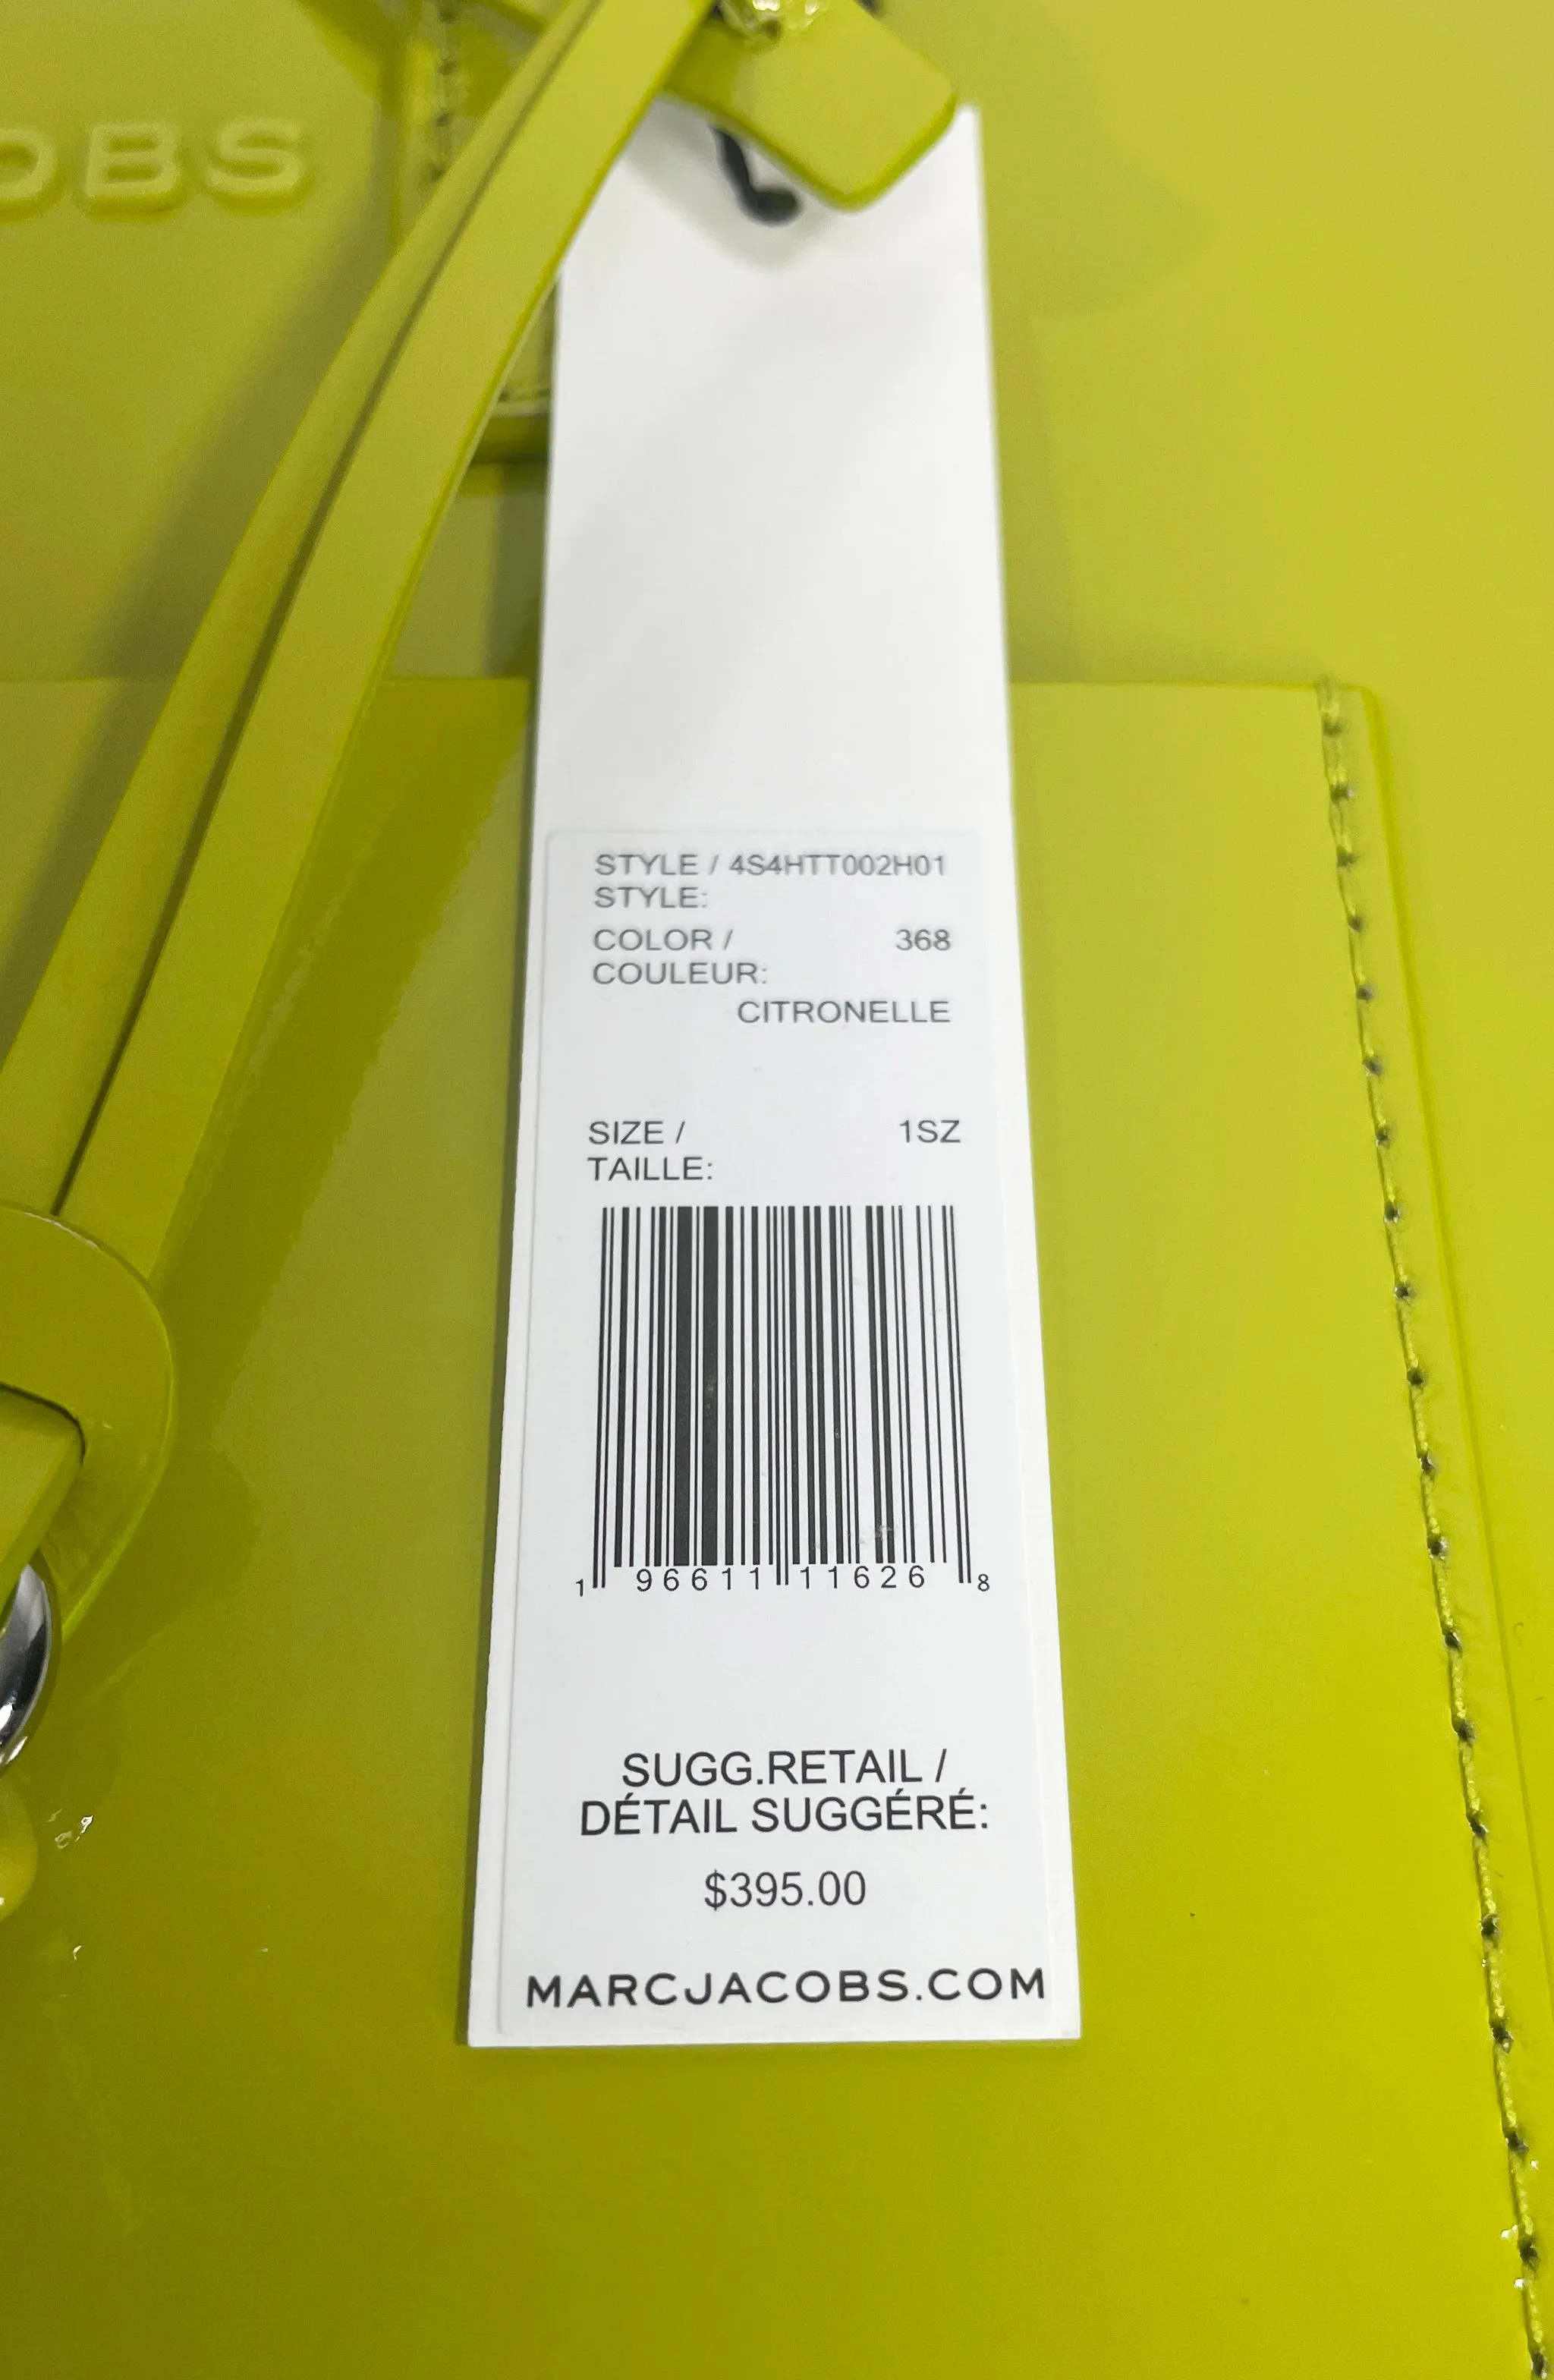 OBS
STYLE / 4S4HTT002H01
STYLE:
COLOR / 368
COULEUR:
CITRONELLE
SIZE / 1SZ
TAILLE:
1 96611 11626 8
SUGG.RETAIL /
DÉTAIL SUGGÉRÉ:
$395.00
MARCJACOBS.COM